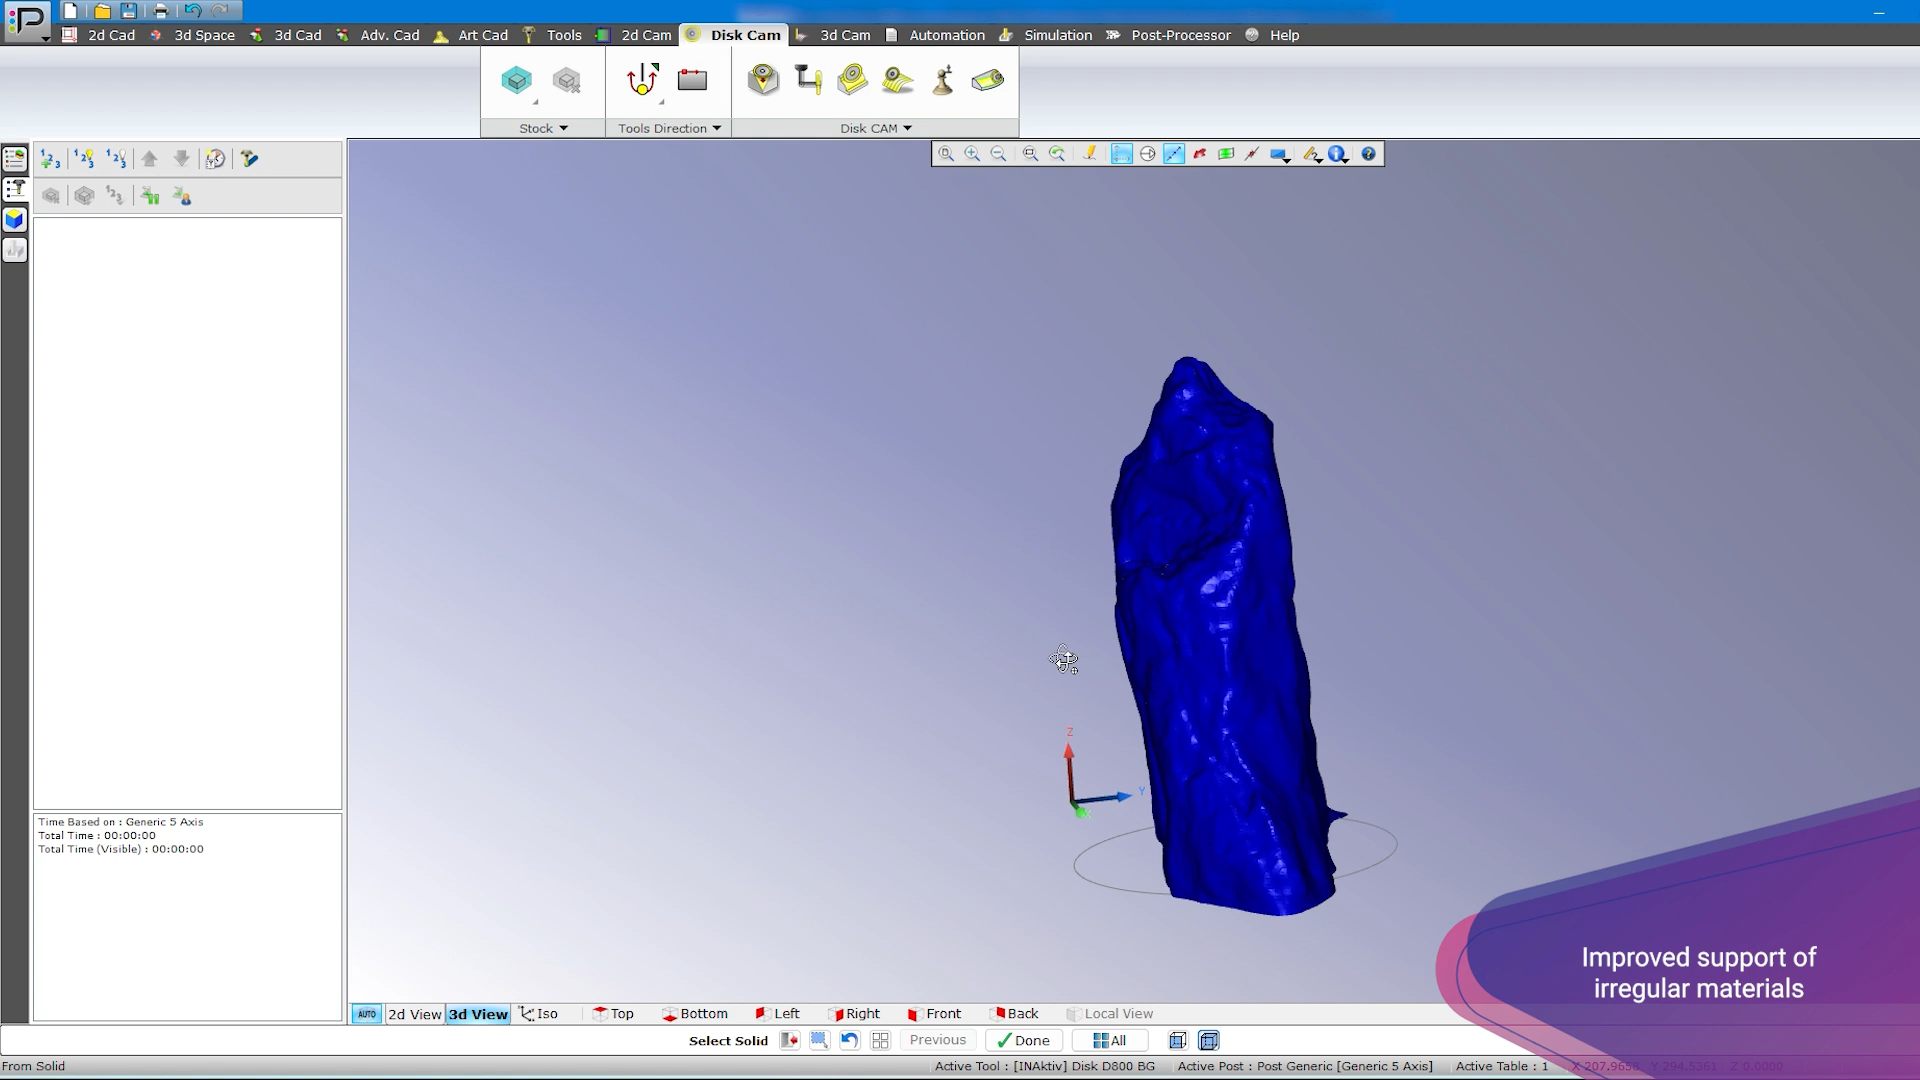 2d Cad 3d Space 3d Cad Adv. Cad Art Cad Tools 2d Cam Disk Cam 3d Cam Automation Simulation Post-Processor Help
Stock Tools Direction Disk CAM
Time Based on : Generic 5 Axis
Total Time : 00:00:00
Total Time (Visible) : 00:00:00
Z
Y
Improved support of
irregular materials
AUTO 2d View 3d View Iso Top Bottom Left Right Front Back Local View
Select Solid Previous Done All
From Solid Active Tool : [INAktiv] Disk D800 BG Active Post : Post Generic [Generic 5 Axis] Active Table : 1